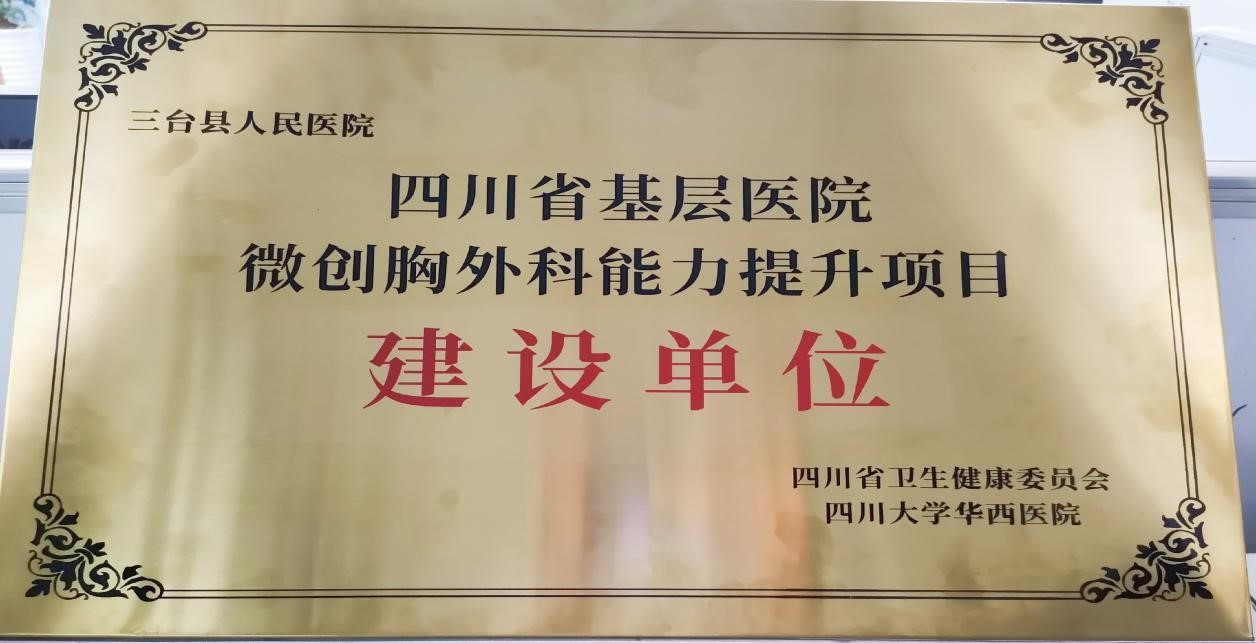 三台县人民医院
四川省基层医院
微创胸外科能力提升项目
建设单位
四川省卫生健康委员会
四川大学华西医院